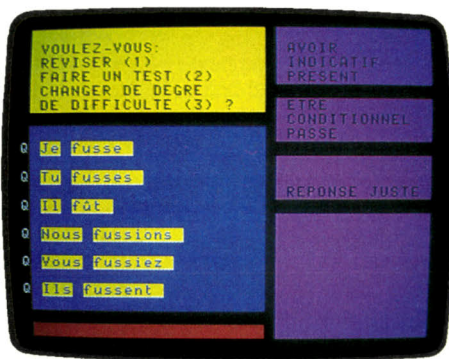 VOULEZ-VOUS:
REVISER (1)
FAIRE UN TEST (2)
CHANGER DE DEGRE
DE DIFFICULTE (3) ?
AVOIR
INDICATIF
PRESENT
ETRE
CONDITIONNEL
PASSE
REPONSE JUSTE
Q Je fusse
Q Tu fusses
Q Il fût
Q Nous fussions
Q Vous fussiez
Q Ils fussent